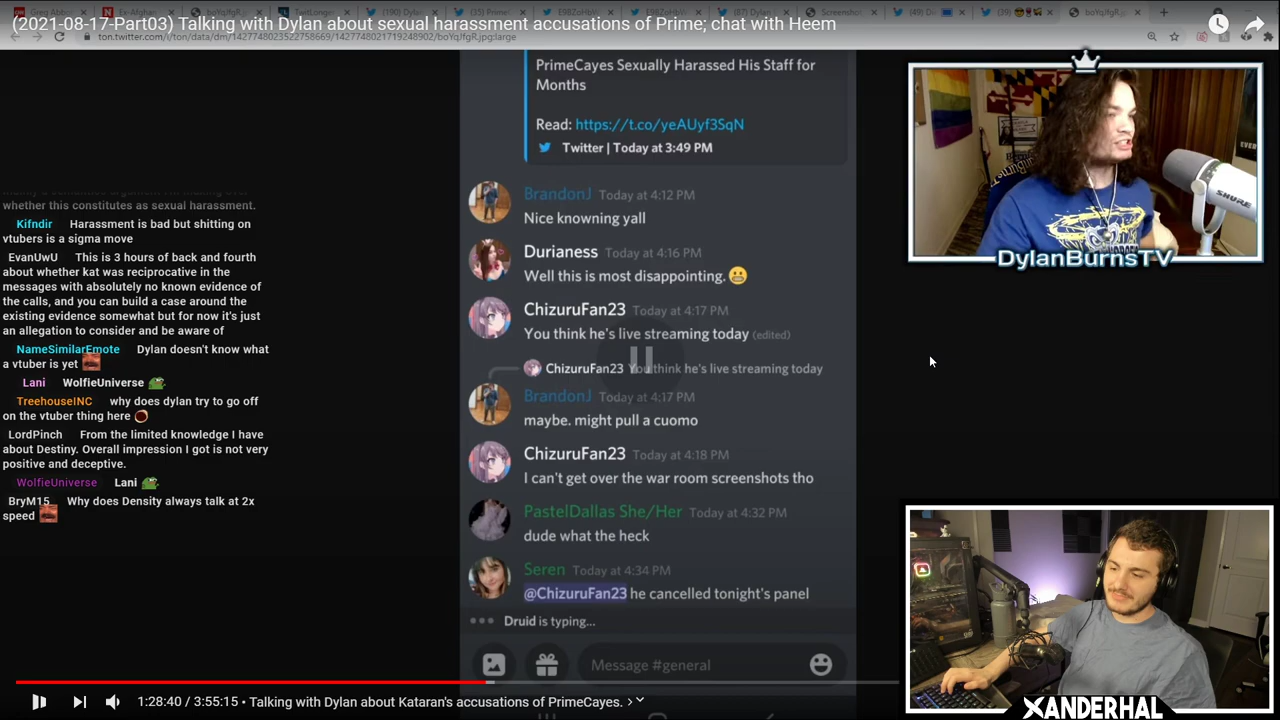 (2021-08-17-Part03) Talking with Dylan about sexual harassment accusations of Prime; chat with Heem
ton.twitter.com/i/ton/data/dm/1427748023522758669/1427748021719248902/boYqJfgR.jpg:large
whether this constitutes as sexual harassment.
Kifndir Harassment is bad but shitting on
vtubers is a sigma move
EvanUwU This is 3 hours of back and fourth
about whether kat was reciprocative in the
messages with absolutely no known evidence of
the calls, and you can build a case around the
existing evidence somewhat but for now it's just
an allegation to consider and be aware of
NameSimilarEmote Dylan doesn't know what
a vtuber is yet
Lani WolfieUniverse
TreehouseINC why does dylan try to go off
on the vtuber thing here
LordPinch From the limited knowledge I have
about Destiny. Overall impression I got is not very
positive and deceptive.
WolfieUniverse Lani
BryM15 Why does Density always talk at 2x
speed
PrimeCayes Sexually Harassed His Staff for
Months
Read: https://t.co/yeAUyf3SqN
Twitter | Today at 3:49 PM
BrandonJ Today at 4:12 PM
Nice knowning yall
Durianess Today at 4:16 PM
Well this is most disappointing. 😬
ChizuruFan23 Today at 4:17 PM
You think he's live streaming today (edited)
ChizuruFan23 You think he's live streaming today
BrandonJ Today at 4:17 PM
maybe. might pull a cuomo
ChizuruFan23 Today at 4:18 PM
I can't get over the war room screenshots tho
PastelDallas She/Her Today at 4:32 PM
dude what the heck
Seren Today at 4:34 PM
@ChizuruFan23 he cancelled tonight's panel
Druid is typing...
Message #general
SHURE
DylanBurnsTV
XANDERHAL
1:28:40 / 3:55:15 • Talking with Dylan about Kataran's accusations of PrimeCayes. >